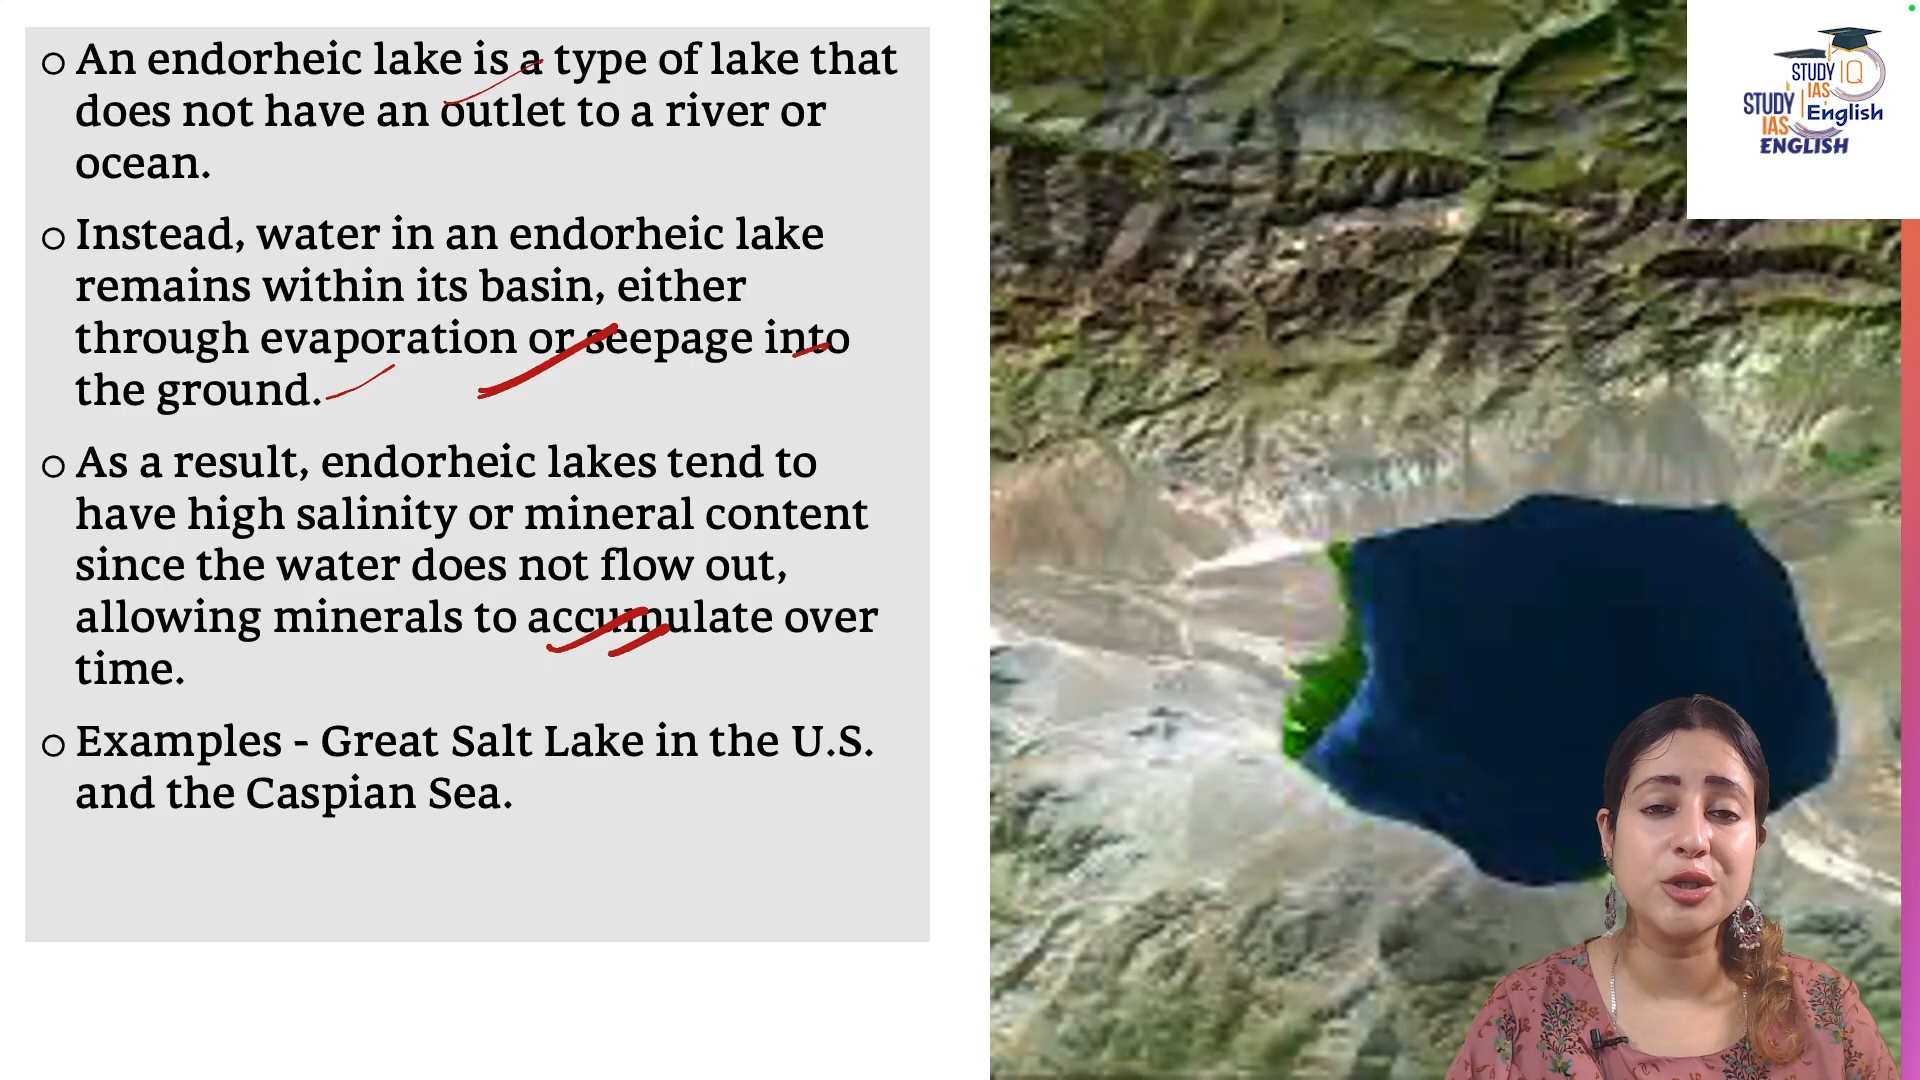 ○ An endorheic lake is a type of lake that
does not have an outlet to a river or
ocean.
○ Instead, water in an endorheic lake
remains within its basin, either
through evaporation or seepage into
the ground.
○ As a result, endorheic lakes tend to
have high salinity or mineral content
since the water does not flow out,
allowing minerals to accumulate over
time.
○ Examples - Great Salt Lake in the U.S.
and the Caspian Sea.
STUDY IQ
IAS
English
STUDY
IAS
ENGLISH